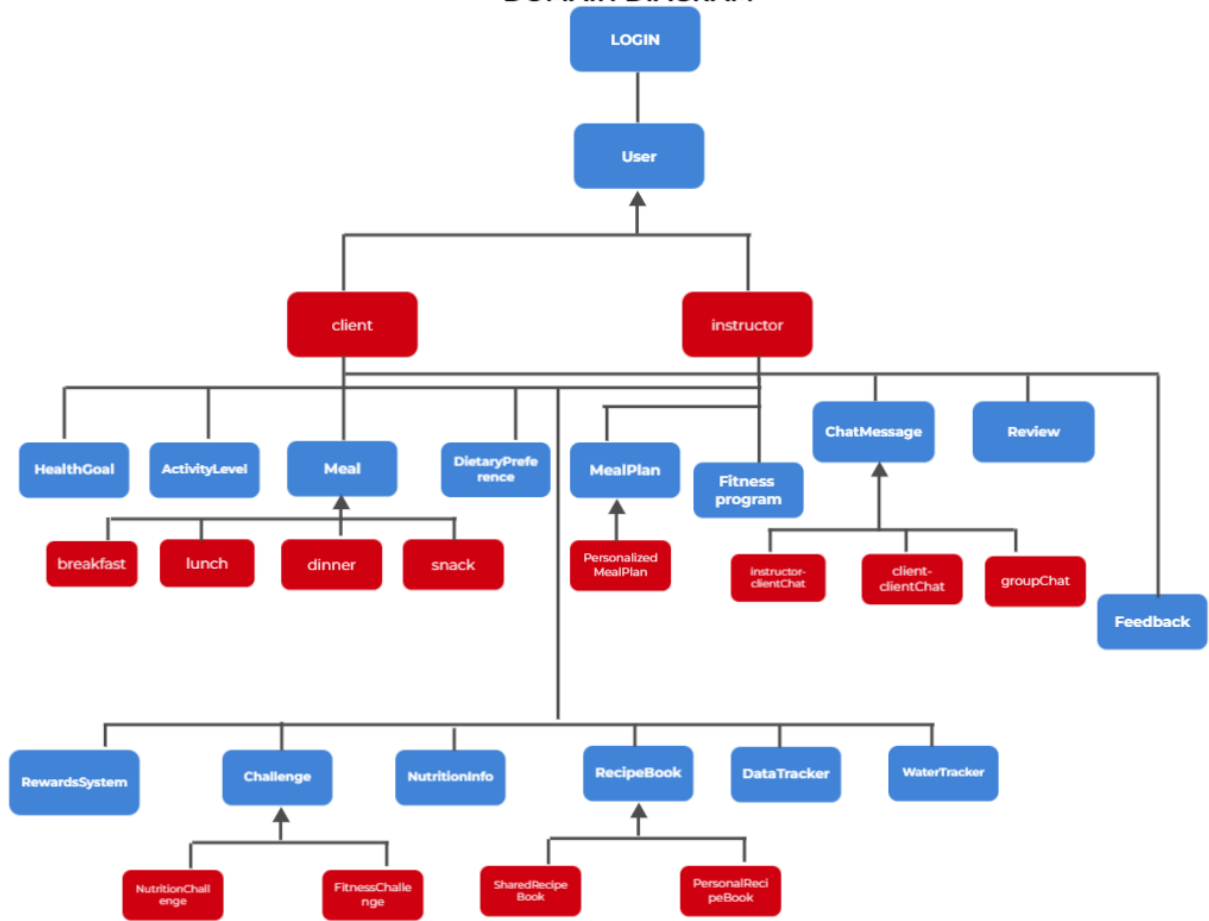 DOMAIN DIAGRAM
LOGIN
User
client
instructor
HealthGoal
ActivityLevel
Meal
DietaryPrefe
rence
MealPlan
Fitness
program
ChatMessage
Review
breakfast
lunch
dinner
snack
Personalized
MealPlan
instructor-
clientChat
client-
clientChat
groupChat
Feedback
RewardsSystem
Challenge
NutritionInfo
RecipeBook
DataTracker
WaterTracker
NutritionChall
enge
FitnessChalle
nge
SharedRecipe
Book
PersonalReci
peBook